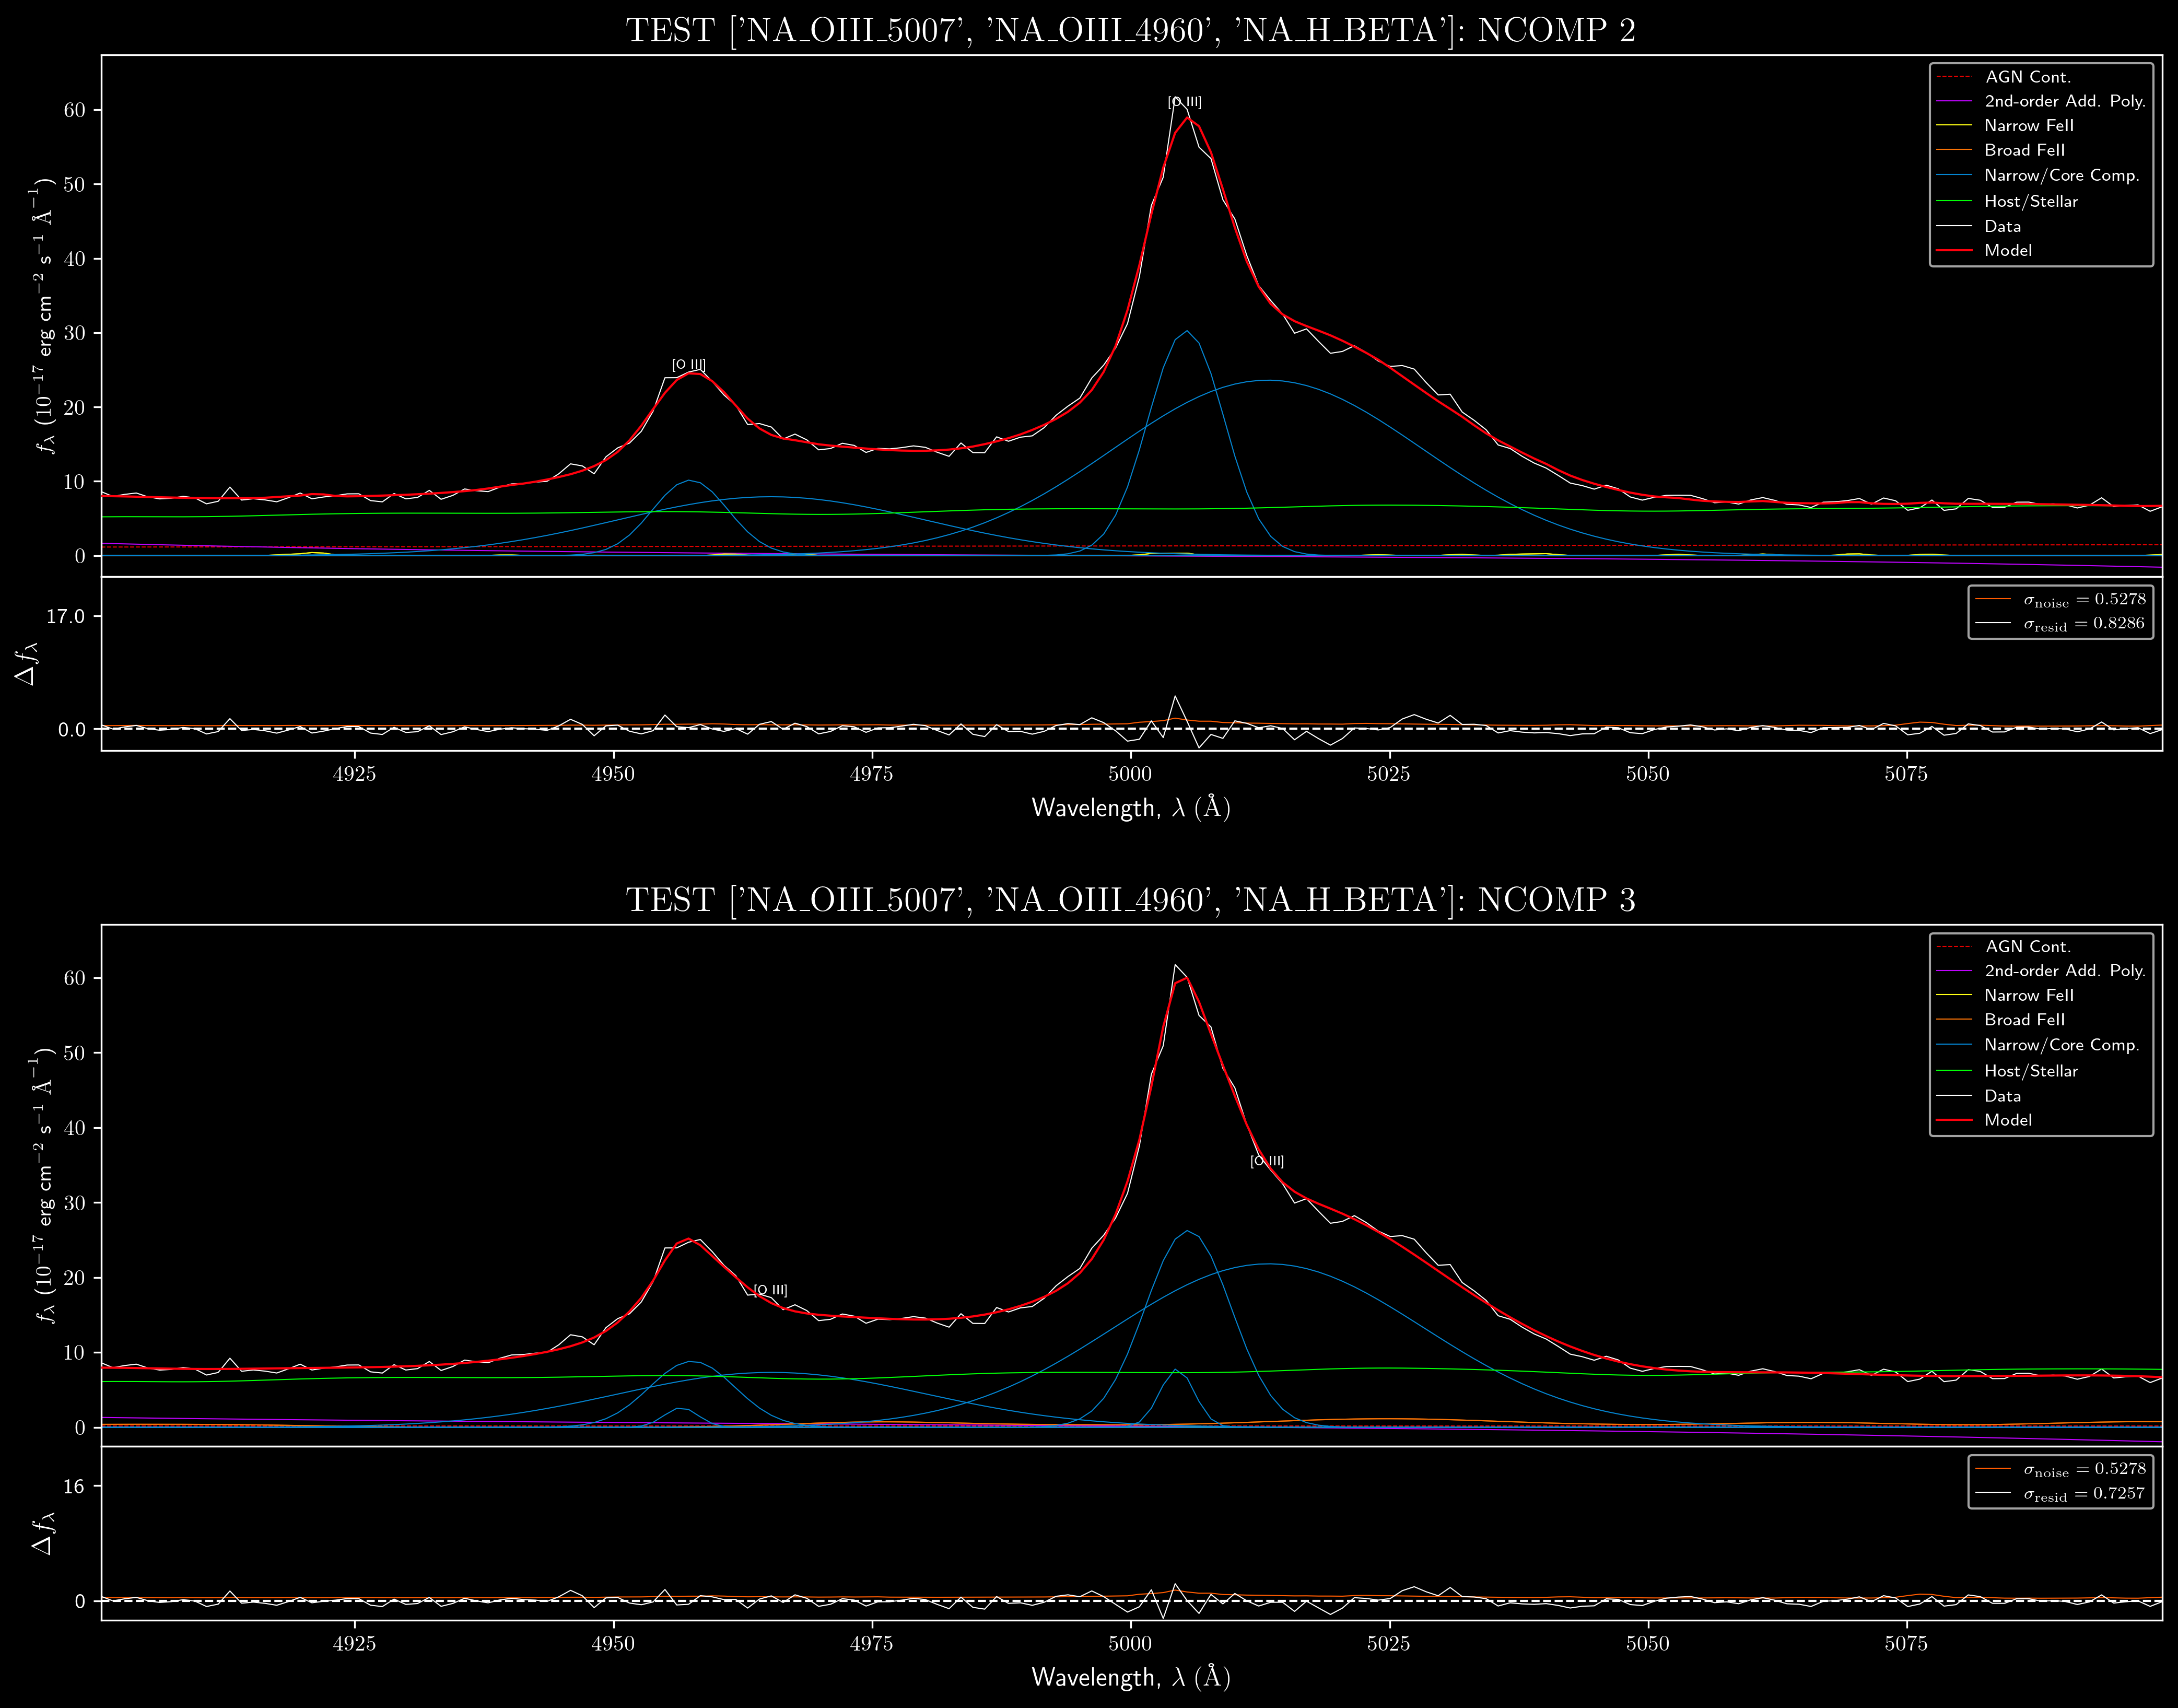 TEST ['NA_OIII_5007', 'NA_OIII_4960', 'NA_H_BETA']: NCOMP 2
fλ (10⁻¹⁷ erg cm⁻² s⁻¹ Å⁻¹)
60
50
40
30
20
10
0
[O III]
[O III]
AGN Cont.
2nd-order Add. Poly.
Narrow FeII
Broad FeII
Narrow/Core Comp.
Host/Stellar
Data
Model
Δfλ
17.0
0.0
σnoise = 0.5278
σresid = 0.8286
4925 4950 4975 5000 5025 5050 5075
Wavelength, λ (Å)
TEST ['NA_OIII_5007', 'NA_OIII_4960', 'NA_H_BETA']: NCOMP 3
fλ (10⁻¹⁷ erg cm⁻² s⁻¹ Å⁻¹)
60
50
40
30
20
10
0
[O III]
[O III]
AGN Cont.
2nd-order Add. Poly.
Narrow FeII
Broad FeII
Narrow/Core Comp.
Host/Stellar
Data
Model
Δfλ
16
0
σnoise = 0.5278
σresid = 0.7257
4925 4950 4975 5000 5025 5050 5075
Wavelength, λ (Å)